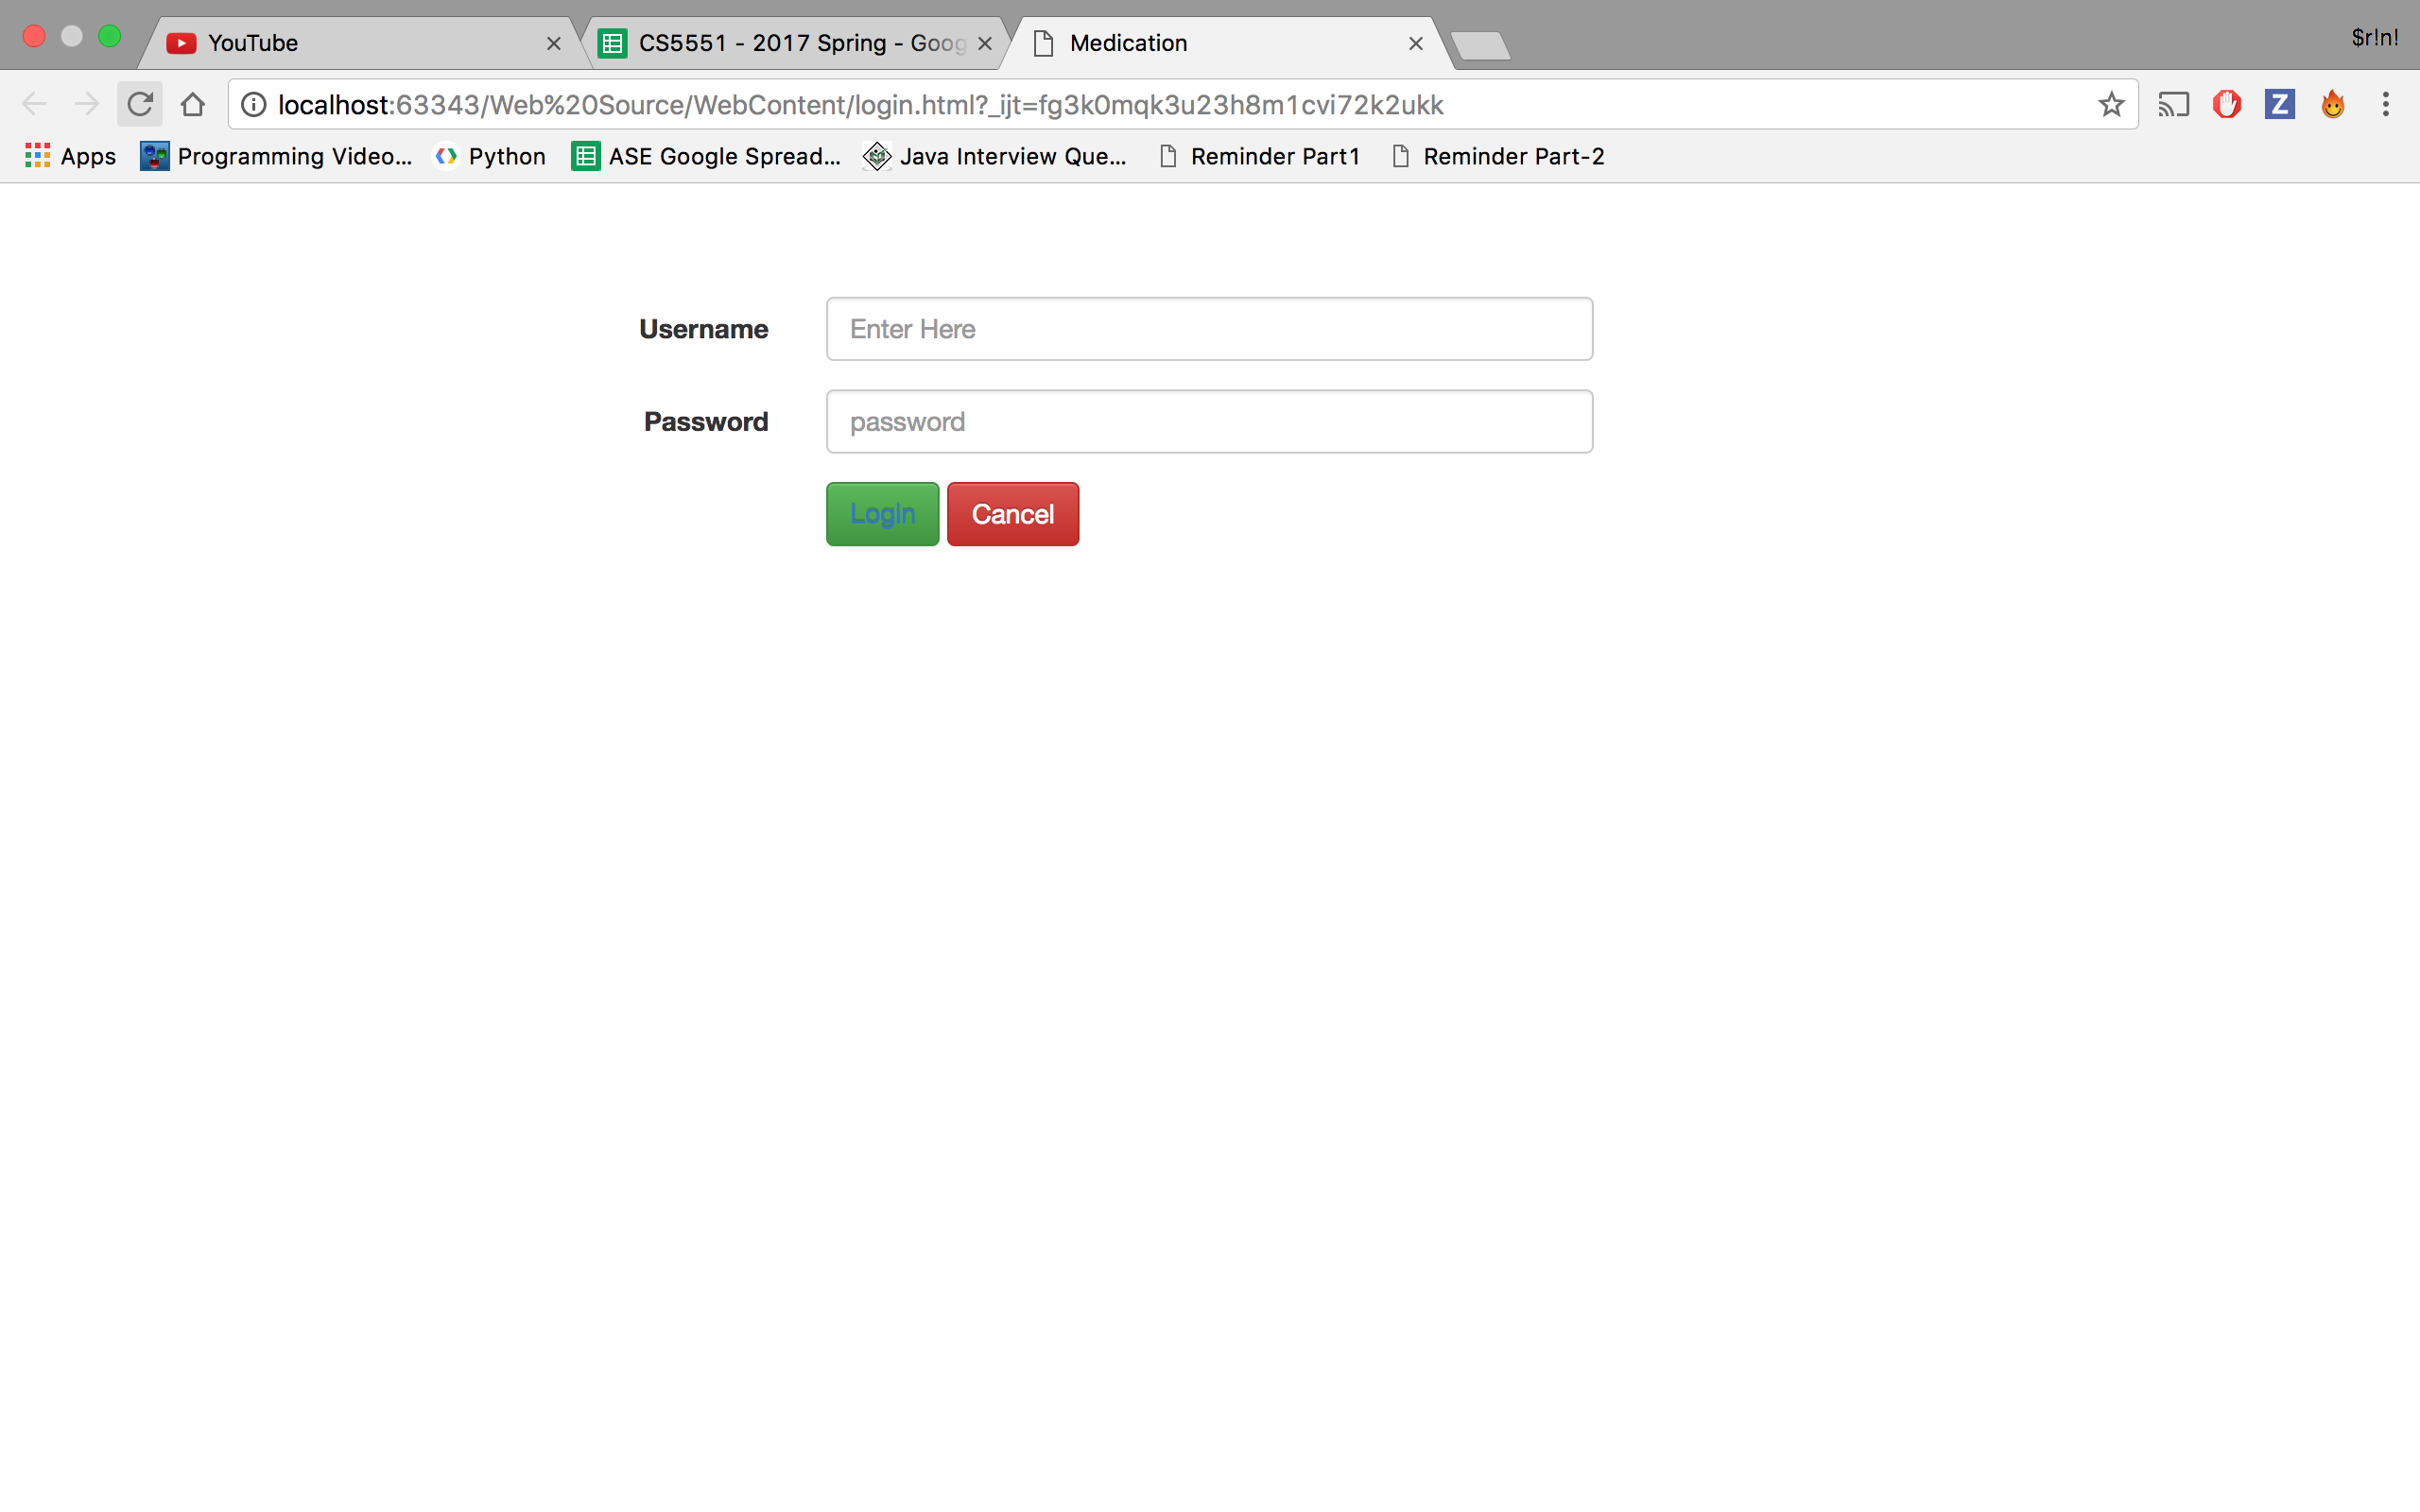 YouTube
CS5551 - 2017 Spring - Goog
Medication
$r!n!
localhost:63343/Web%20Source/WebContent/login.html?_ijt=fg3k0mqk3u23h8m1cvi72k2ukk
Z
Apps
Programming Video...
Python
ASE Google Spread...
Java Interview Que...
Reminder Part1
Reminder Part-2
Username
Enter Here
Password
password
Login
Cancel